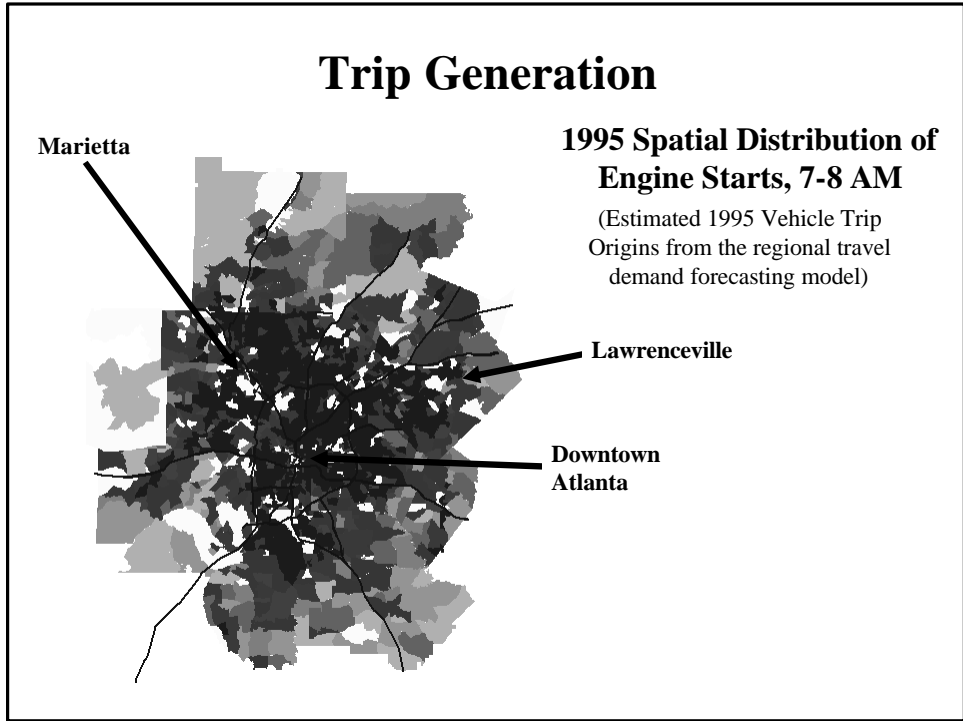 Trip Generation
Marietta
1995 Spatial Distribution of
Engine Starts, 7-8 AM
(Estimated 1995 Vehicle Trip
Origins from the regional travel
demand forecasting model)
Lawrenceville
Downtown
Atlanta